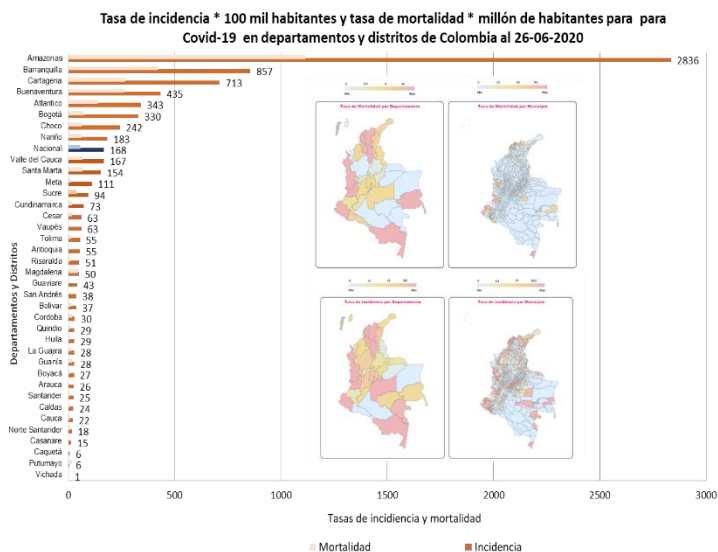 Tasa de incidencia * 100 mil habitantes y tasa de mortalidad * millón de habitantes para para
Covid-19 en departamentos y distritos de Colombia al 26-06-2020
Departamentos y Distritos
Amazonas 2836
Barranquilla 857
Cartagena 713
Buenaventura 435
Atlantico 343
Bogotá 330
Choco 242
Nariño 183
Nacional 168
Valle del Cauca 167
Santa Marta 154
Meta 111
Sucre 94
Cundinamarca 73
Cesar 63
Vaupés 63
Tolima 55
Antioquia 55
Risaralda 51
Magdalena 50
Guaviare 43
San Andrés 38
Bolivar 37
Cordoba 30
Quindio 29
Huila 29
La Guajira 28
Guanía 28
Boyacá 27
Arauca 26
Santander 25
Caldas 24
Cauca 22
Norte Santander 18
Casanare 15
Caquetá 6
Putumayo 6
Vichada 1
Tasa de Mortalidad por Departamento
Tasa de Mortalidad por Municipio
Tasa de Incidencia por Departamento
Tasa de Incidencia por Municipio
0 500 1000 1500 2000 2500 3000
Tasas de incidiencia y mortalidad
Mortalidad Incidencia